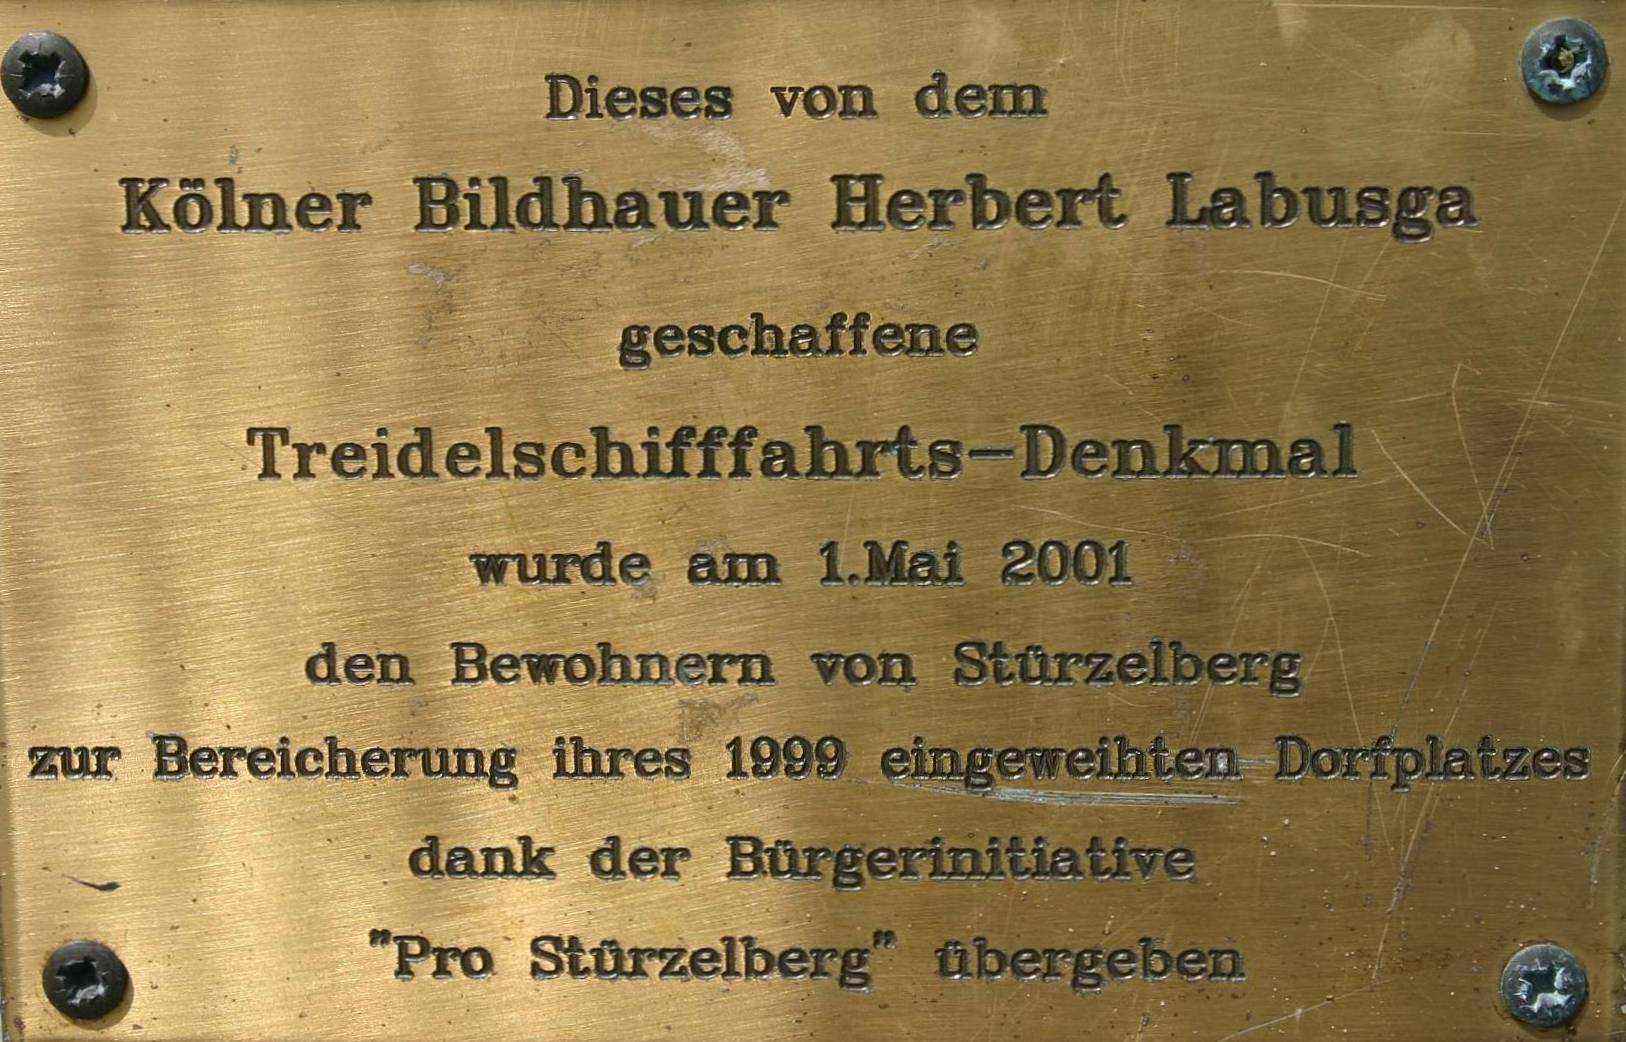 Dieses von dem
Kölner Bildhauer Herbert Labusga
geschaffene
Treidelschifffahrts-Denkmal
wurde am 1.Mai 2001
den Bewohnern von Stürzelberg
zur Bereicherung ihres 1999 eingeweihten Dorfplatzes
dank der Bürgerinitiative
"Pro Stürzelberg" übergeben